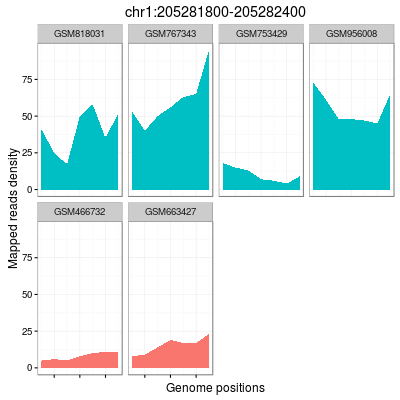 chr1:205281800-205282400
GSM818031 GSM767343 GSM753429 GSM956008
75
50
25
0
GSM466732 GSM663427
75
50
25
0
Mapped reads density
Genome positions